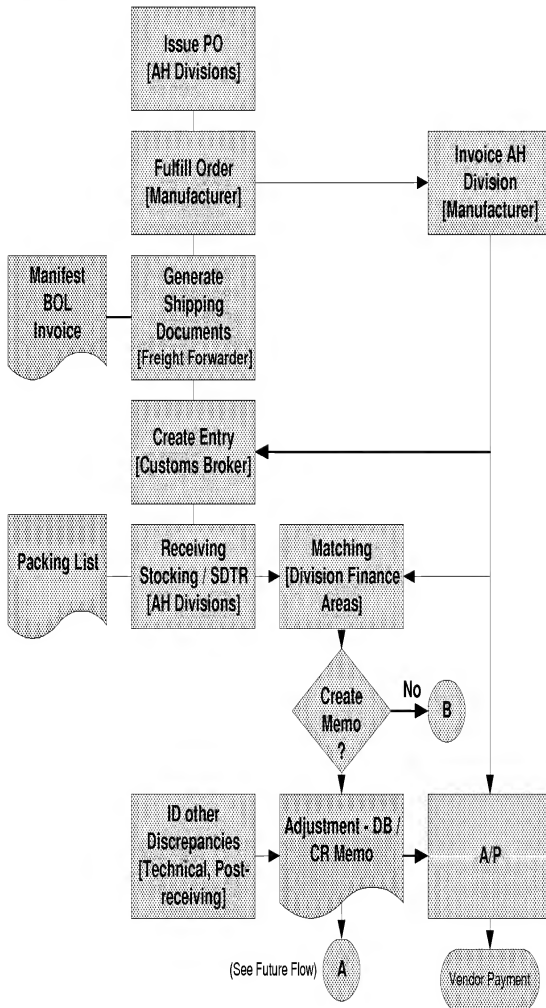 Issue PO
[AH Divisions]
Fulfill Order
[Manufacturer]
Invoice AH
Division
[Manufacturer]
Manifest
BOL
Invoice
Generate
Shipping
Documents
[Freight Forwarder]
Create Entry
[Customs Broker]
Packing List
Receiving
Stocking / SDTR
[AH Divisions]
Matching
[Division Finance
Areas]
Create
Memo
?
No
B
ID other
Discrepancies
[Technical, Post-
receiving]
Adjustment - DB /
CR Memo
A/P
(See Future Flow)
A
Vendor Payment